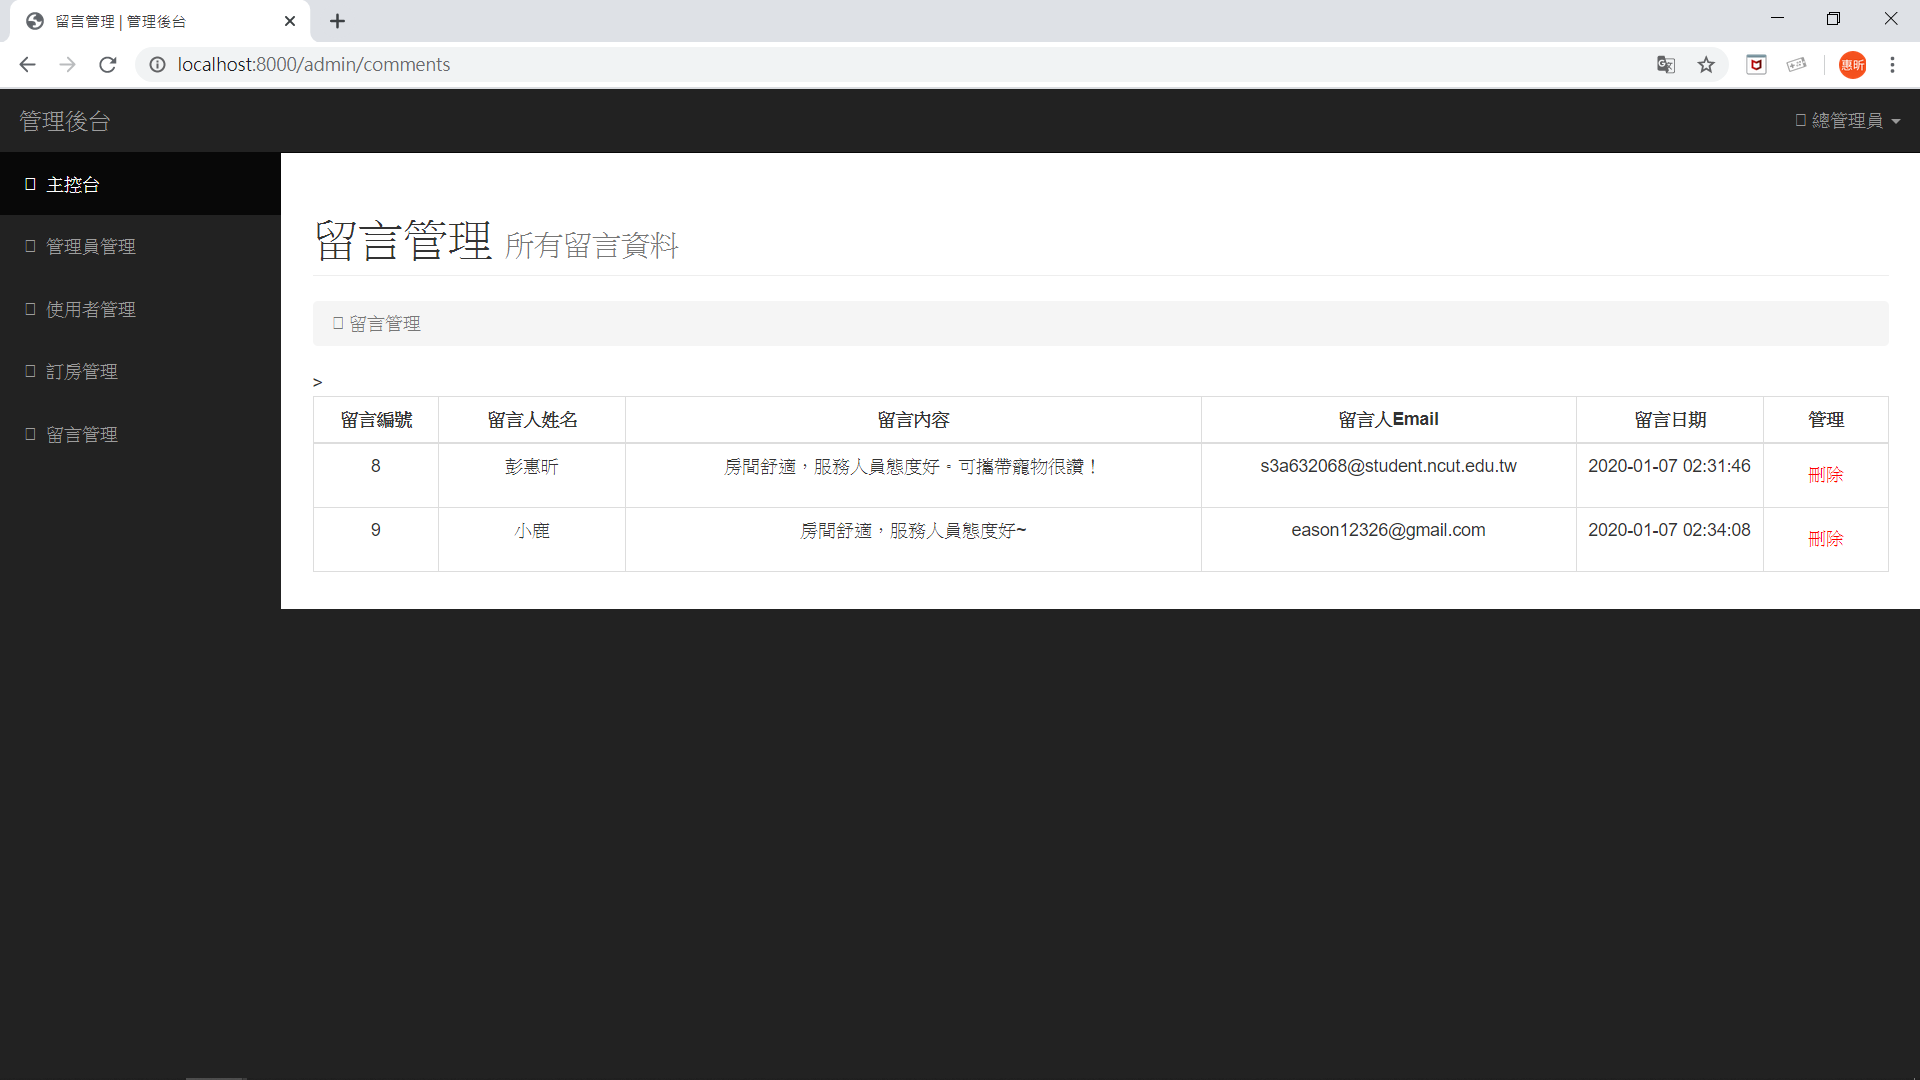 留言管理 | 管理後台
localhost:8000/admin/comments
惠昕
管理後台
總管理員
主控台
管理員管理
使用者管理
訂房管理
留言管理
留言管理 所有留言資料
留言管理
>
留言編號 留言人姓名 留言內容 留言人Email 留言日期 管理
8 彭惠昕 房間舒適，服務人員態度好。可攜帶寵物很讚！ s3a632068@student.ncut.edu.tw 2020-01-07 02:31:46 刪除
9 小鹿 房間舒適，服務人員態度好~ eason12326@gmail.com 2020-01-07 02:34:08 刪除